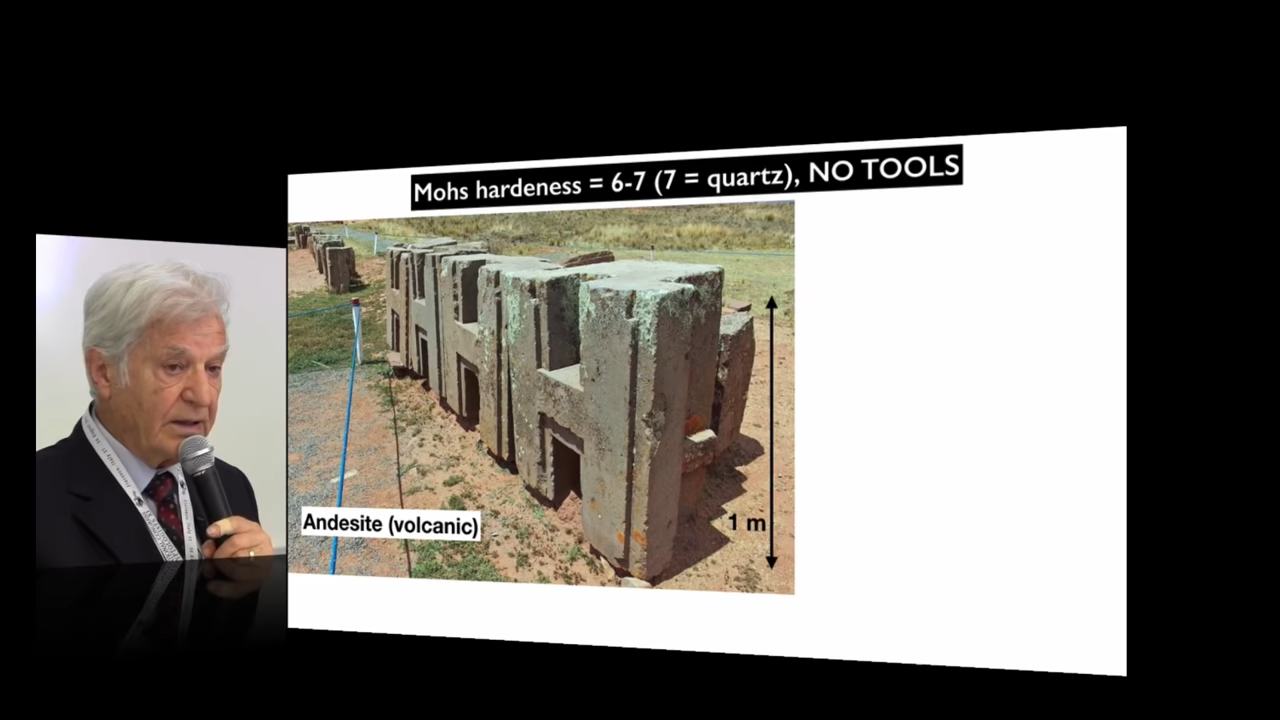 Mohs hardeness = 6-7 (7 = quartz), NO TOOLS
Andesite (volcanic)
1 m